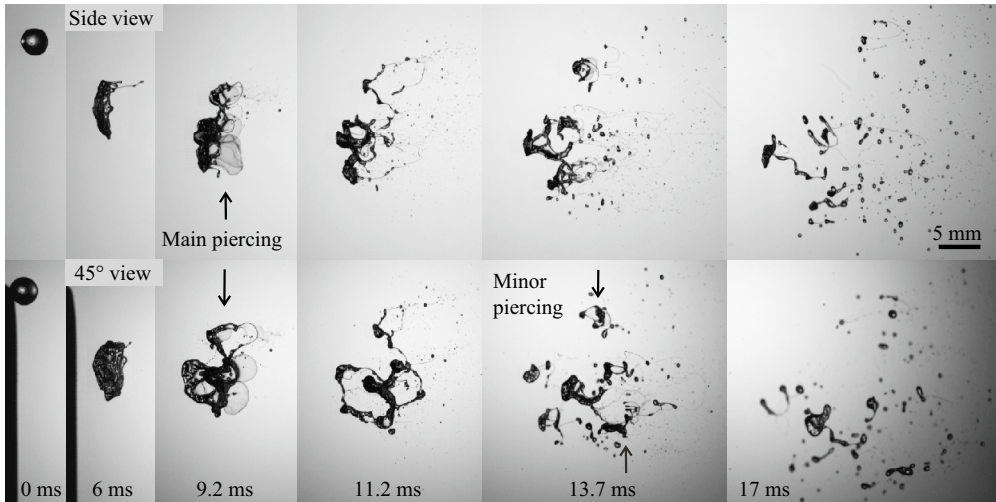 Side view
Main piercing
5 mm
45° view
Minor
piercing
0 ms
6 ms
9.2 ms
11.2 ms
13.7 ms
17 ms